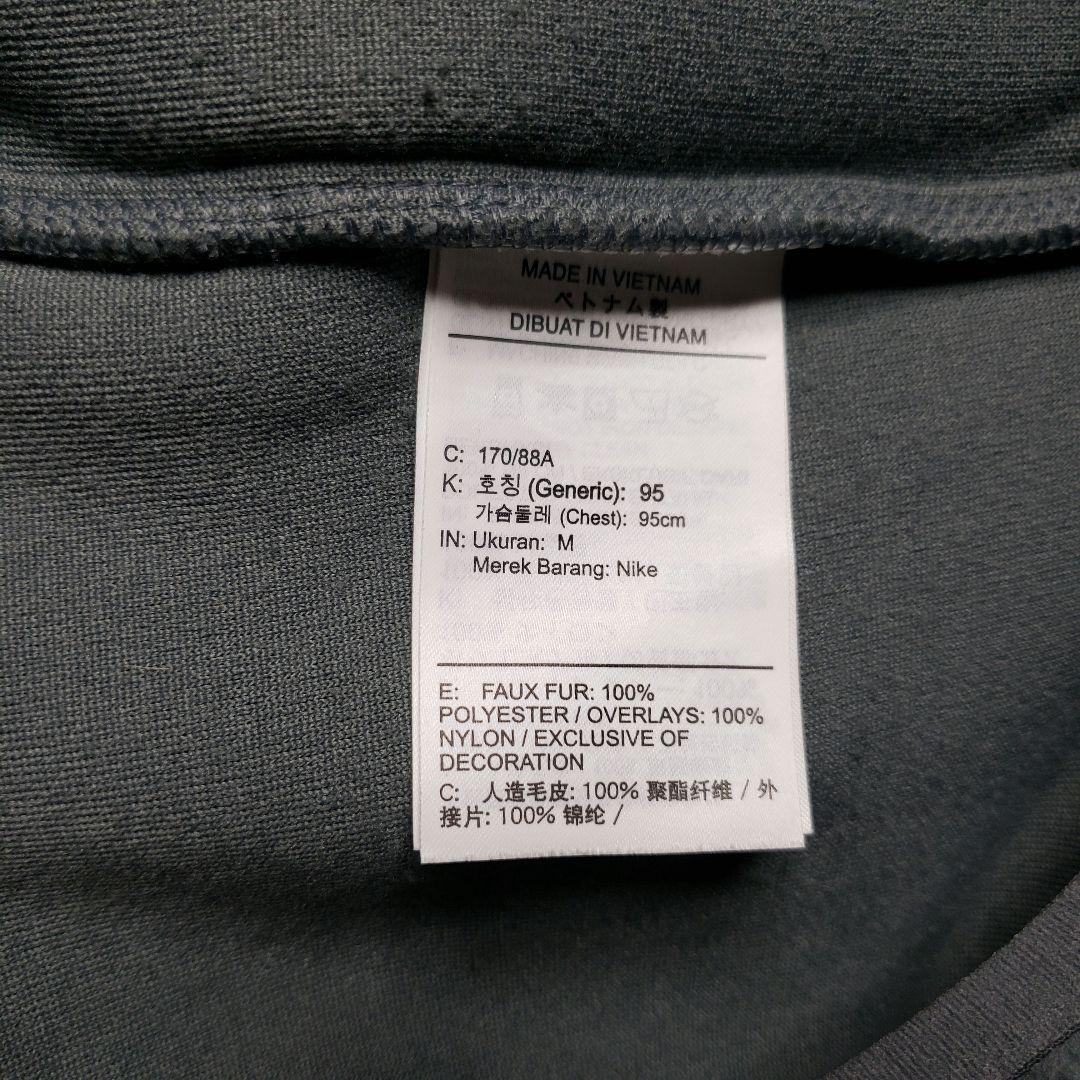 MADE IN VIETNAM
ベトナム製
DIBUAT DI VIETNAM
C: 170/88A
K: 호칭 (Generic): 95
가슴둘레 (Chest): 95cm
IN: Ukuran: M
Merek Barang: Nike
E: FAUX FUR: 100%
POLYESTER / OVERLAYS: 100%
NYLON / EXCLUSIVE OF
DECORATION
C: 人造毛皮: 100% 聚酯纤维 / 外
接片: 100% 锦纶 /